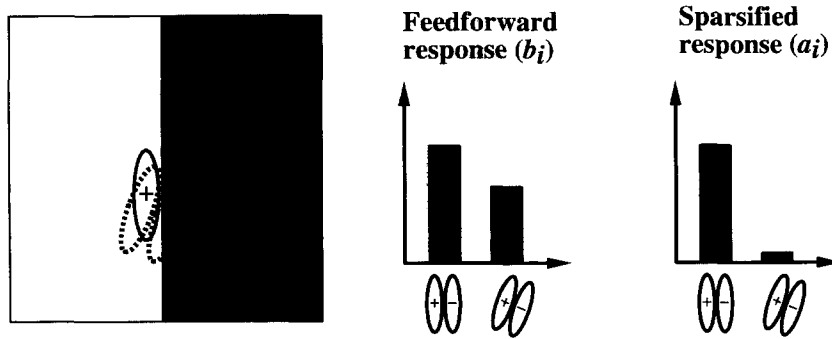 Feedforward
response (bi)
Sparsified
response (ai)
+
+ −
+ −
+ −
+ −